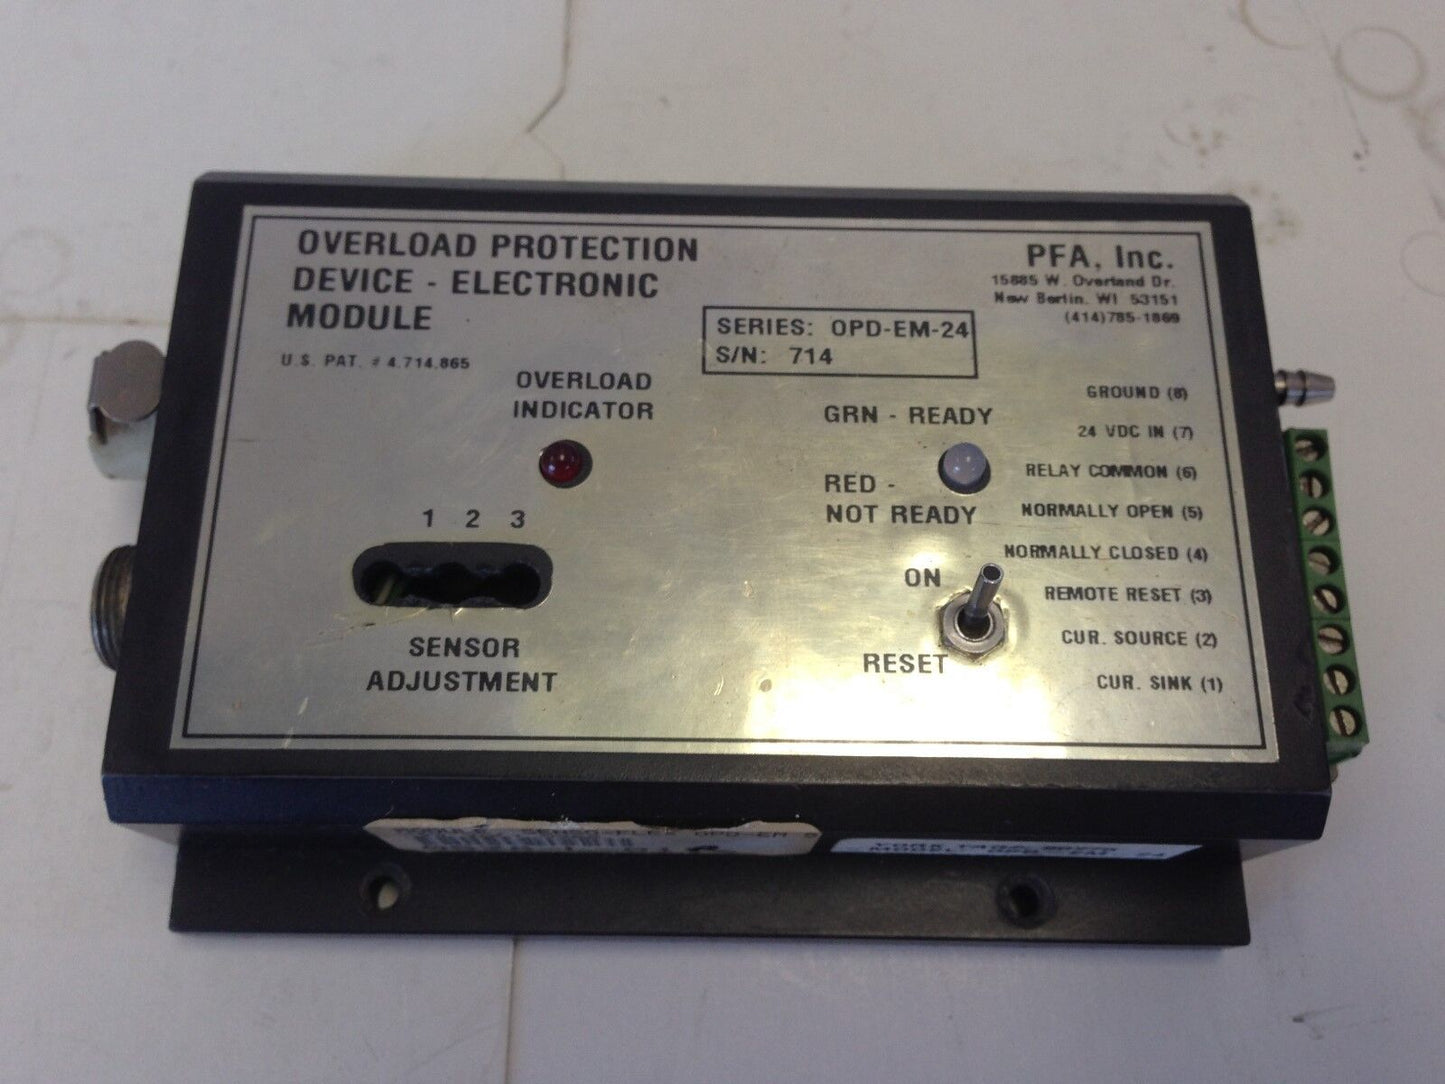 OVERLOAD PROTECTION
DEVICE - ELECTRONIC
MODULE
U.S. PAT. # 4.714.865
PFA, Inc.
15885 W. Overland Dr.
New Berlin, WI 53151
(414)785-1869
SERIES: OPD-EM-24
S/N: 714
OVERLOAD
INDICATOR
GRN - READY
RED -
NOT READY
1 2 3
SENSOR
ADJUSTMENT
ON
RESET
GROUND (8)
24 VDC IN (7)
RELAY COMMON (6)
NORMALLY OPEN (5)
NORMALLY CLOSED (4)
REMOTE RESET (3)
CUR. SOURCE (2)
CUR. SINK (1)
OPD-EM